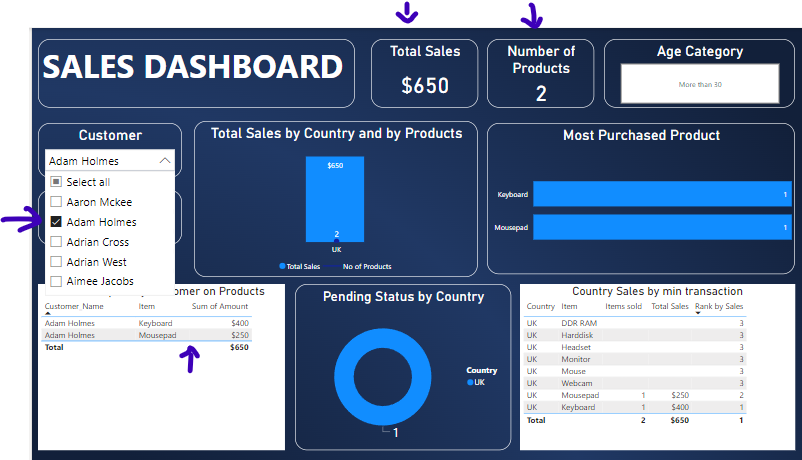 SALES DASHBOARD
Total Sales
$650
Number of
Products
2
Age Category
More than 30
Customer
Adam Holmes
Select all
Aaron Mckee
Adam Holmes
Adrian Cross
Adrian West
Aimee Jacobs
Total Sales by Country and by Products
$650
2
UK
Total Sales No of Products
Most Purchased Product
Keyboard 1
Mousepad 1
omer on Products
Customer_Name Item Sum of Amount
Adam Holmes Keyboard $400
Adam Holmes Mousepad $250
Total $650
Pending Status by Country
1
Country
UK
Country Sales by min transaction
Country Item Items sold Total Sales Rank by Sales
UK DDR RAM 3
UK Harddisk 3
UK Headset 3
UK Monitor 3
UK Mouse 3
UK Webcam 3
UK Mousepad 1 $250 2
UK Keyboard 1 $400 1
Total 2 $650 1